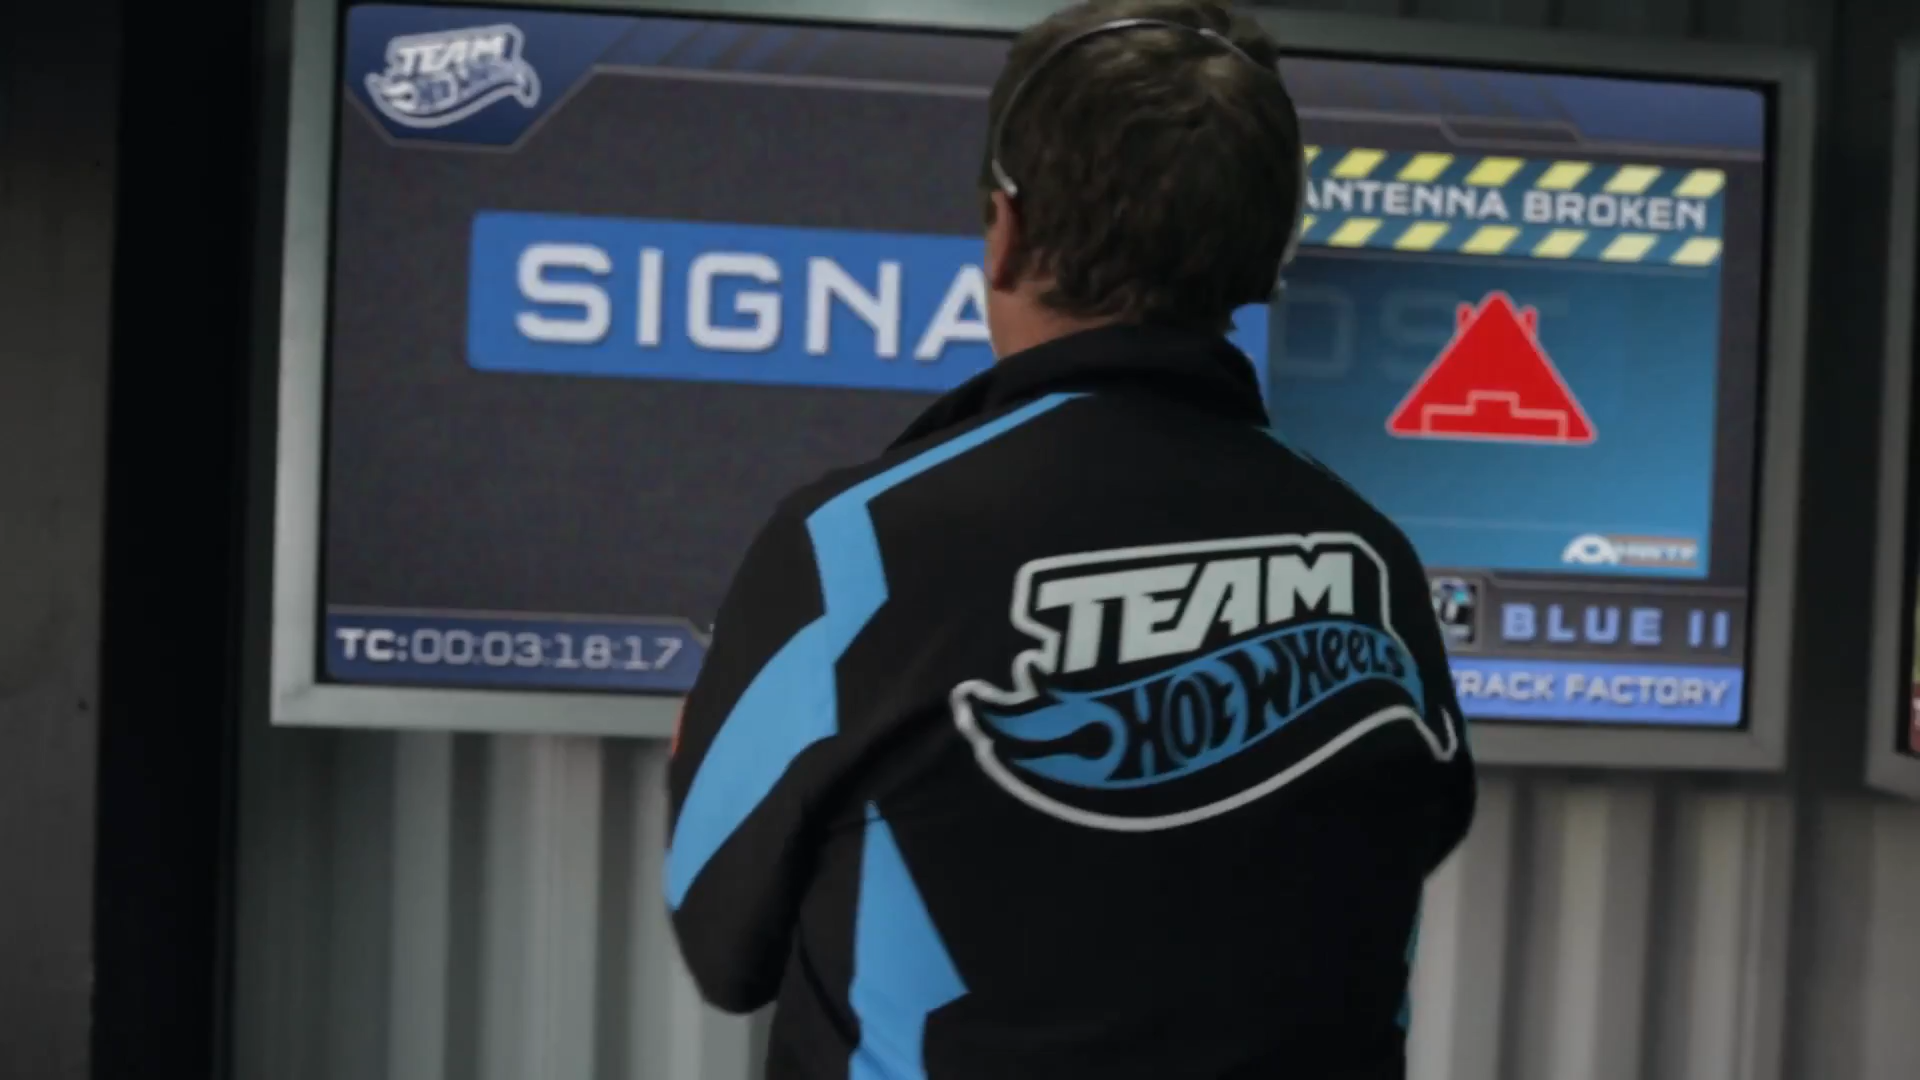 TEAM
HOT WHEELS
ANTENNA BROKEN
SIGNA
TEAM
HOT WHEELS
BLUE II
TC:00:03:18:17
TRACK FACTORY